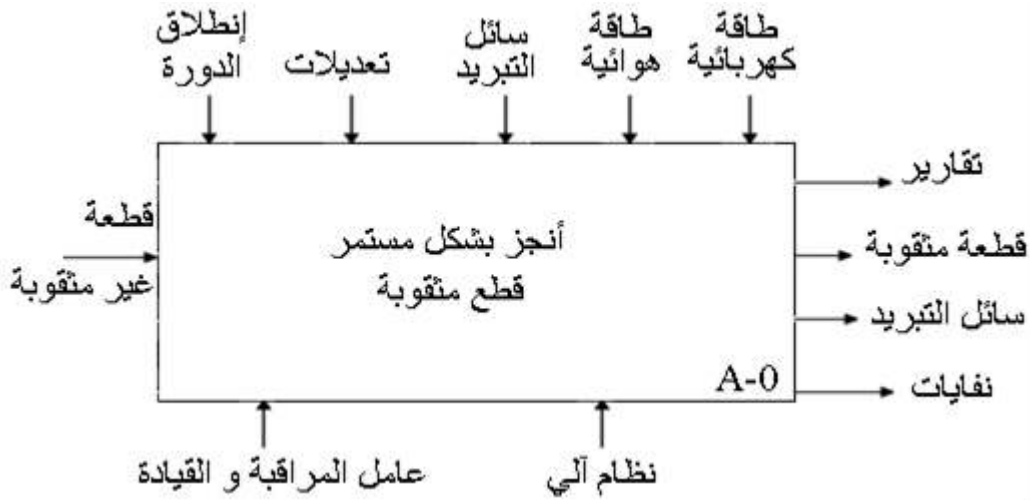 إنطلاق
الدورة
تعديلات
سائل
التبريد
طاقة
هوائية
طاقة
كهربائية
قطعة
غير مثقوبة
أنجز بشكل مستمر
قطع مثقوبة
A-0
تقارير
قطعة مثقوبة
سائل التبريد
نفايات
عامل المراقبة و القيادة
نظام آلي